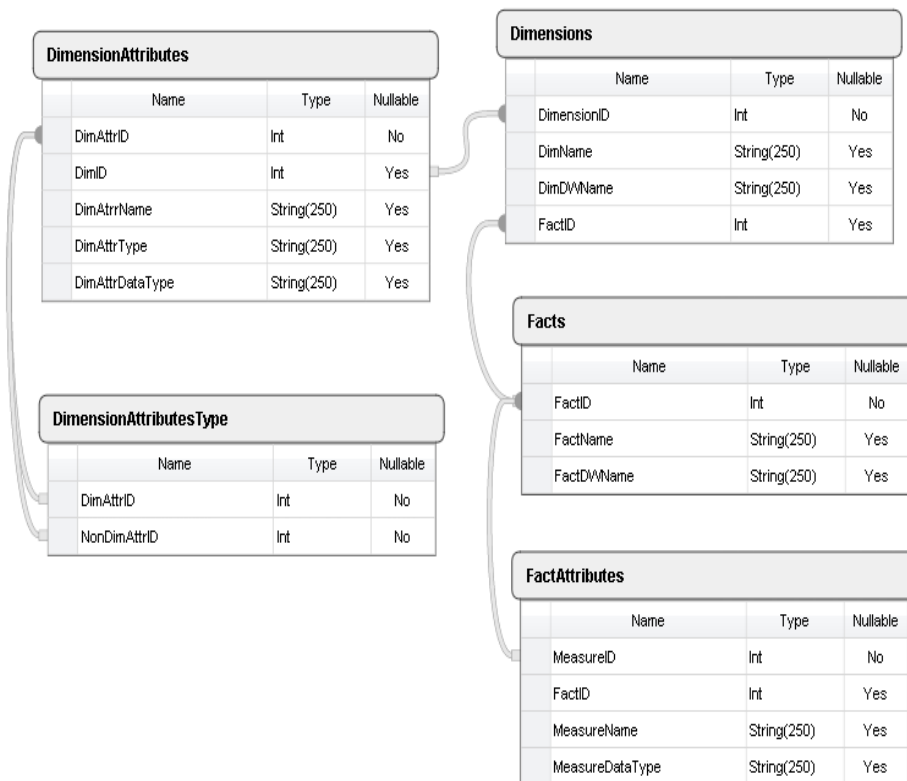 DimensionAttributes
Name Type Nullable
DimAttrID Int No
DimID Int Yes
DimAtrrName String(250) Yes
DimAttrType String(250) Yes
DimAttrDataType String(250) Yes
DimensionAttributesType
Name Type Nullable
DimAttrID Int No
NonDimAttrID Int No
Dimensions
Name Type Nullable
DimensionID Int No
DimName String(250) Yes
DimDWName String(250) Yes
FactID Int Yes
Facts
Name Type Nullable
FactID Int No
FactName String(250) Yes
FactDWName String(250) Yes
FactAttributes
Name Type Nullable
MeasureID Int No
FactID Int Yes
MeasureName String(250) Yes
MeasureDataType String(250) Yes